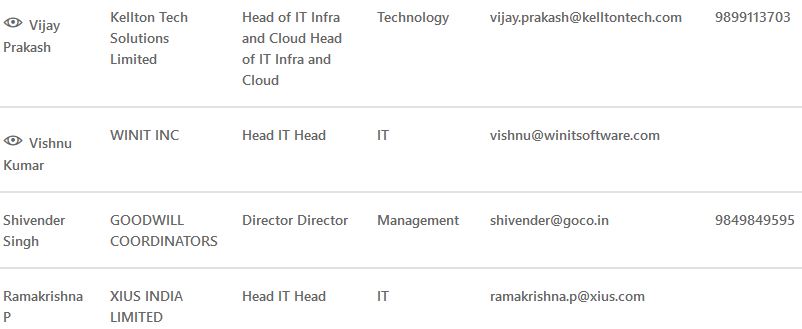 Vijay Prakash Kellton Tech Solutions Limited Head of IT Infra and Cloud Head of IT Infra and Cloud Technology vijay.prakash@kelltontech.com 9899113703
Vishnu Kumar WINIT INC Head IT Head IT vishnu@winitsoftware.com
Shivender Singh GOODWILL COORDINATORS Director Director Management shivender@goco.in 9849849595
Ramakrishna P XIUS INDIA LIMITED Head IT Head IT ramakrishna.p@xius.com